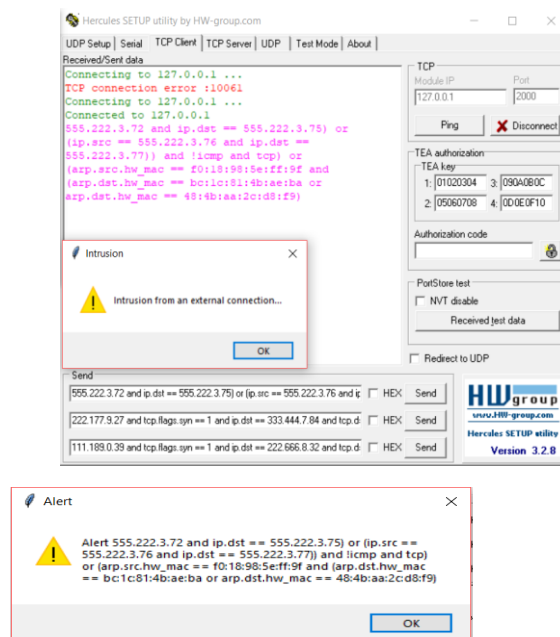 Hercules SETUP utility by HW-group.com
UDP Setup Serial TCP Client TCP Server UDP Test Mode About
Received/Sent data
Connecting to 127.0.0.1 ...
TCP connection error :10061
Connecting to 127.0.0.1 ...
Connected to 127.0.0.1
555.222.3.72 and ip.dst == 555.222.3.75) or
(ip.src == 555.222.3.76 and ip.dst ==
555.222.3.77)) and !icmp and tcp) or
(arp.src.hw_mac == f0:18:98:5e:ff:9f and
(arp.dst.hw_mac == bc:1c:81:4b:ae:ba or
arp.dst.hw_mac == 48:4b:aa:2c:d8:f9)
TCP
Module IP Port
127.0.0.1 2000
Ping Disconnect
TEA authorization
TEA key
1: 01020304 3: 090A0B0C
2: 05060708 4: 0D0E0F10
Authorization code
PortStore test
NVT disable
Received test data
Redirect to UDP
Intrusion
Intrusion from an external connection...
OK
Send
555.222.3.72 and ip.dst == 555.222.3.75) or (ip.src == 555.222.3.76 and ip HEX Send
222.177.9.27 and tcp.flags.syn == 1 and ip.dst == 333.444.7.84 and tcp.d: HEX Send
111.189.0.39 and tcp.flags.syn == 1 and ip.dst == 222.666.8.32 and tcp.d: HEX Send
HW group
www.HW-group.com
Hercules SETUP utility
Version 3.2.8
Alert
Alert 555.222.3.72 and ip.dst == 555.222.3.75) or (ip.src ==
555.222.3.76 and ip.dst == 555.222.3.77)) and !icmp and tcp)
or (arp.src.hw_mac == f0:18:98:5e:ff:9f and (arp.dst.hw_mac
== bc:1c:81:4b:ae:ba or arp.dst.hw_mac == 48:4b:aa:2c:d8:f9)
OK